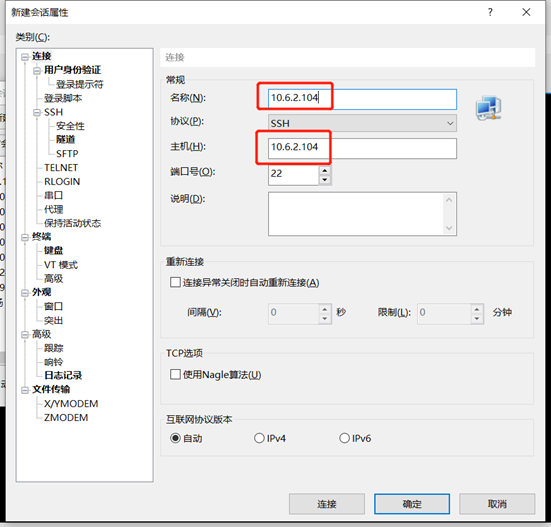 新建会话属性
类别(C):
连接
用户身份验证
登录提示符
登录脚本
SSH
安全性
隧道
SFTP
TELNET
RLOGIN
串口
代理
保持活动状态
终端
键盘
VT 模式
高级
外观
窗口
突出
高级
跟踪
响铃
日志记录
文件传输
X/YMODEM
ZMODEM
连接
常规
名称(N): 10.6.2.104
协议(P): SSH
主机(H): 10.6.2.104
端口号(O): 22
说明(D):
重新连接
连接异常关闭时自动重新连接(A)
间隔(V): 0 秒 限制(L): 0 分钟
TCP选项
使用Nagle算法(U)
互联网协议版本
自动 IPv4 IPv6
连接 确定 取消